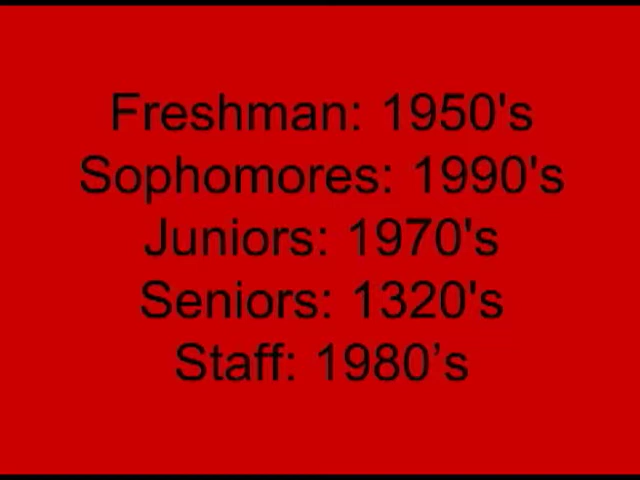 Freshman: 1950's
Sophomores: 1990's
Juniors: 1970's
Seniors: 1320's
Staff: 1980’s